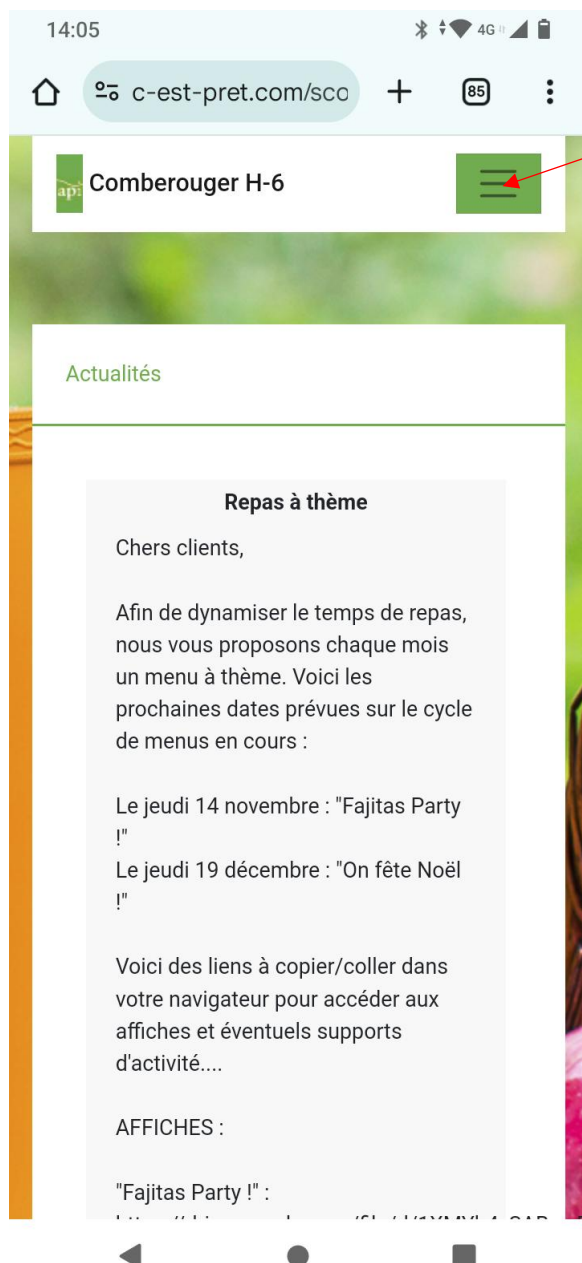 14:05
4G
c-est-pret.com/sco
85
api
Comberouger H-6
Actualités
Repas à thème
Chers clients,
Afin de dynamiser le temps de repas,
nous vous proposons chaque mois
un menu à thème. Voici les
prochaines dates prévues sur le cycle
de menus en cours :
Le jeudi 14 novembre : "Fajitas Party
!"
Le jeudi 19 décembre : "On fête Noël
!"
Voici des liens à copier/coller dans
votre navigateur pour accéder aux
affiches et éventuels supports
d'activité....
AFFICHES :
"Fajitas Party !" :